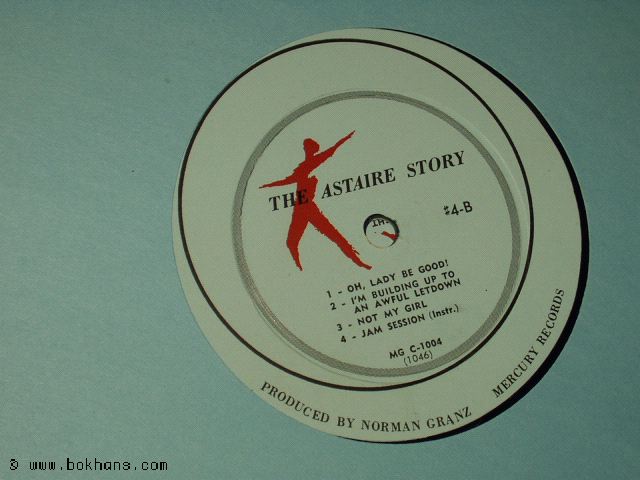 THE ASTAIRE STORY
#4-B
1 - OH, LADY BE GOOD!
2 - I'M BUILDING UP TO
AN AWFUL LETDOWN
3 - NOT MY GIRL
4 - JAM SESSION (Instr.)
MG C-1004
(1046)
PRODUCED BY NORMAN GRANZ
MERCURY RECORDS
© www.bokhans.com